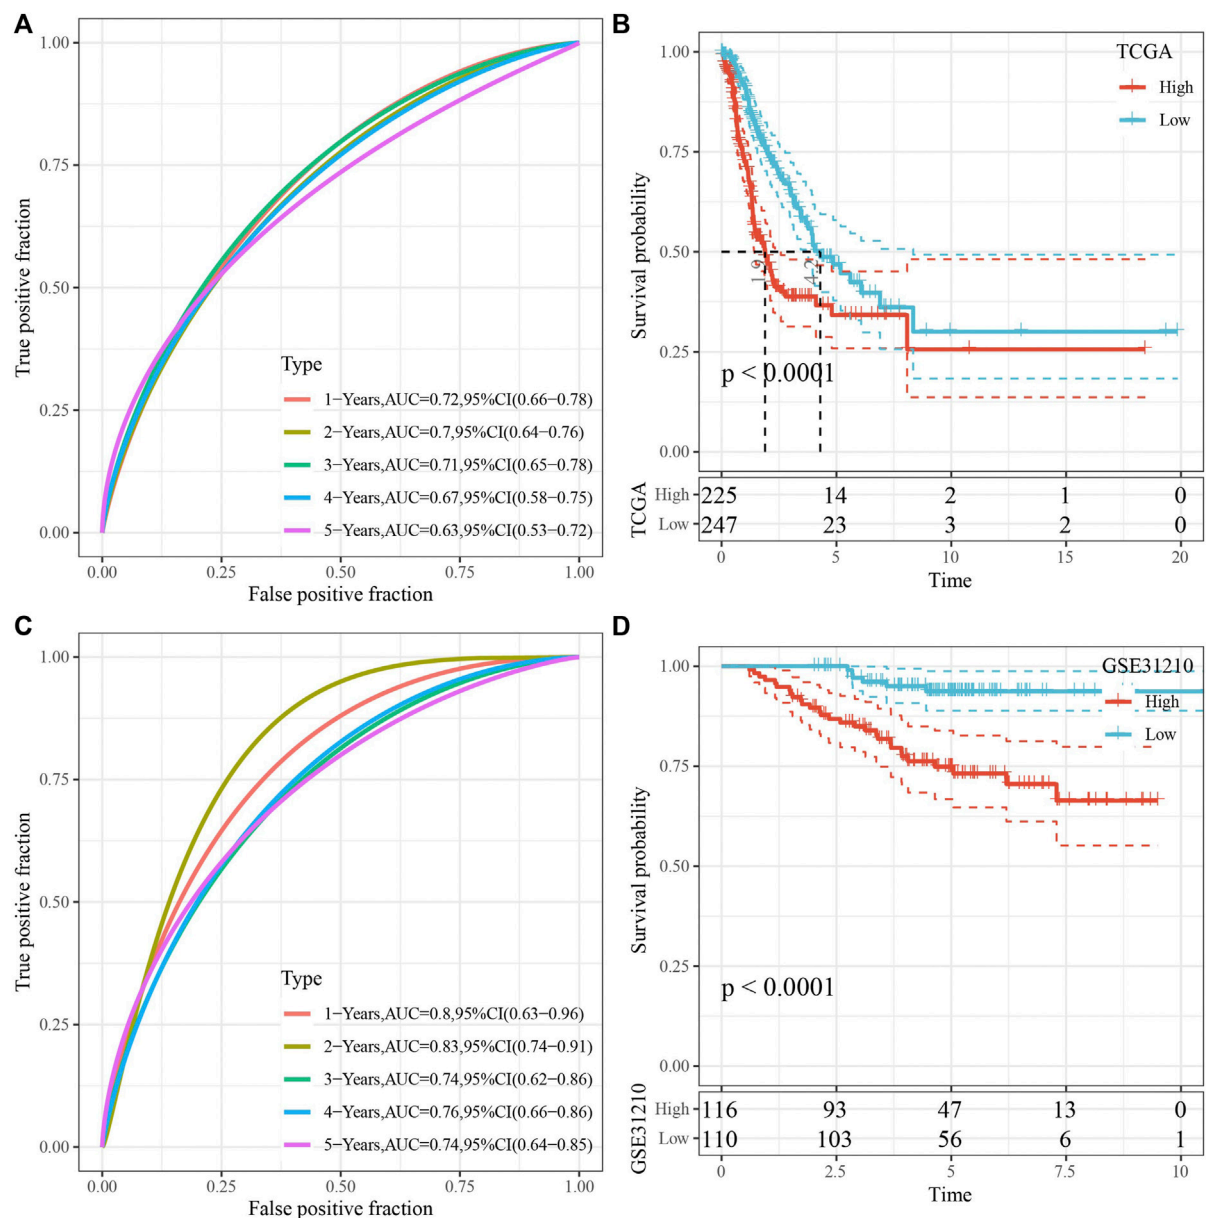 A
1.00
0.75
0.50
0.25
0.00
True positive fraction
Type
1−Years,AUC=0.72,95%CI(0.66−0.78)
2−Years,AUC=0.7,95%CI(0.64−0.76)
3−Years,AUC=0.71,95%CI(0.65−0.78)
4−Years,AUC=0.67,95%CI(0.58−0.75)
5−Years,AUC=0.63,95%CI(0.53−0.72)
0.00 0.25 0.50 0.75 1.00
False positive fraction
B
1.00
0.75
0.50
0.25
0.00
Survival probability
TCGA
High
Low
1.9
4.2
p < 0.0001
TCGA
High 225 14 2 1 0
Low 247 23 3 2 0
0 5 10 15 20
Time
C
1.00
0.75
0.50
0.25
0.00
True positive fraction
Type
1−Years,AUC=0.8,95%CI(0.63−0.96)
2−Years,AUC=0.83,95%CI(0.74−0.91)
3−Years,AUC=0.74,95%CI(0.62−0.86)
4−Years,AUC=0.76,95%CI(0.66−0.86)
5−Years,AUC=0.74,95%CI(0.64−0.85)
0.00 0.25 0.50 0.75 1.00
False positive fraction
D
1.00
0.75
0.50
0.25
0.00
Survival probability
GSE31210
High
Low
p < 0.0001
GSE31210
High 116 93 47 13 0
Low 110 103 56 6 1
0 2.5 5 7.5 10
Time